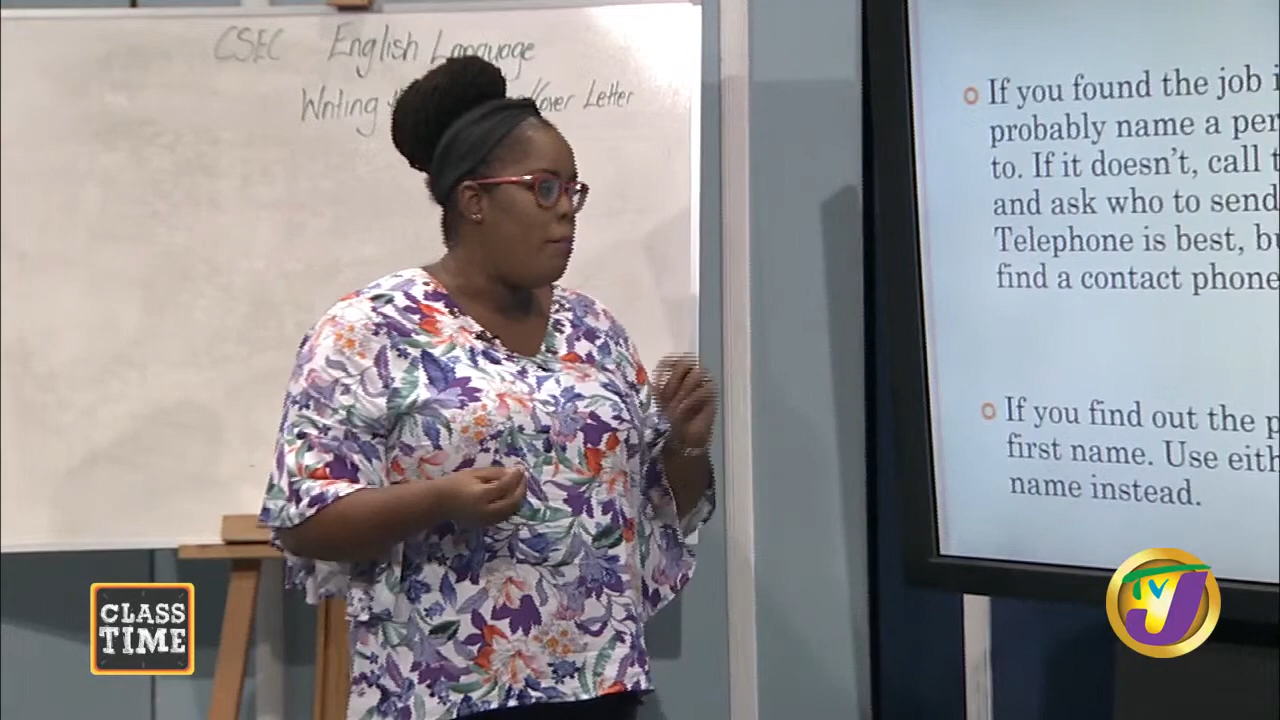 CSEC English Language
Writing Cover Letter
If you found the job i
probably name a per
to. If it doesn't, call t
and ask who to send
Telephone is best, bu
find a contact phone
If you find out the p
first name. Use eith
name instead.
CLASS
TIME
TVJ